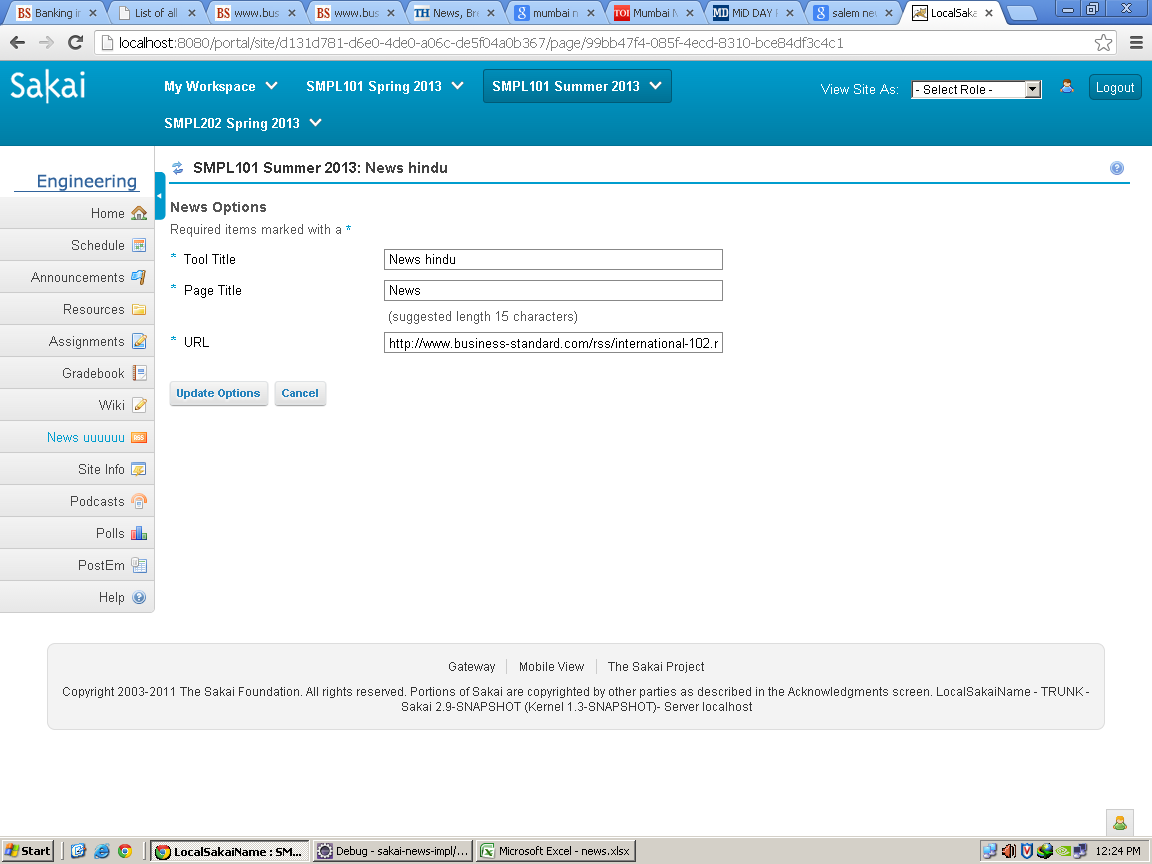 Banking in
List of all
www.bus
www.bus
News, Bre
mumbai n
Mumbai N
MiD DAY I
salem nev
LocalSaka
localhost:8080/portal/site/d131d781-d6e0-4de0-a06c-de5f04a0b367/page/99bb47f4-085f-4ecd-8310-bce84df3c4c1
Sakai
My Workspace
SMPL101 Spring 2013
SMPL101 Summer 2013
View Site As:
- Select Role -
Logout
SMPL202 Spring 2013
SMPL101 Summer 2013: News hindu
Engineering
Home
Schedule
Announcements
Resources
Assignments
Gradebook
Wiki
News uuuuuu
Site Info
Podcasts
Polls
PostEm
Help
News Options
Required items marked with a *
* Tool Title
News hindu
* Page Title
News
(suggested length 15 characters)
* URL
http://www.business-standard.com/rss/international-102.r
Update Options
Cancel
Gateway
Mobile View
The Sakai Project
Copyright 2003-2011 The Sakai Foundation. All rights reserved. Portions of Sakai are copyrighted by other parties as described in the Acknowledgments screen. LocalSakaiName - TRUNK -
Sakai 2.9-SNAPSHOT (Kernel 1.3-SNAPSHOT)- Server localhost
Start
LocalSakaiName : SM...
Debug - sakai-news-impl/...
Microsoft Excel - news.xlsx
12:24 PM